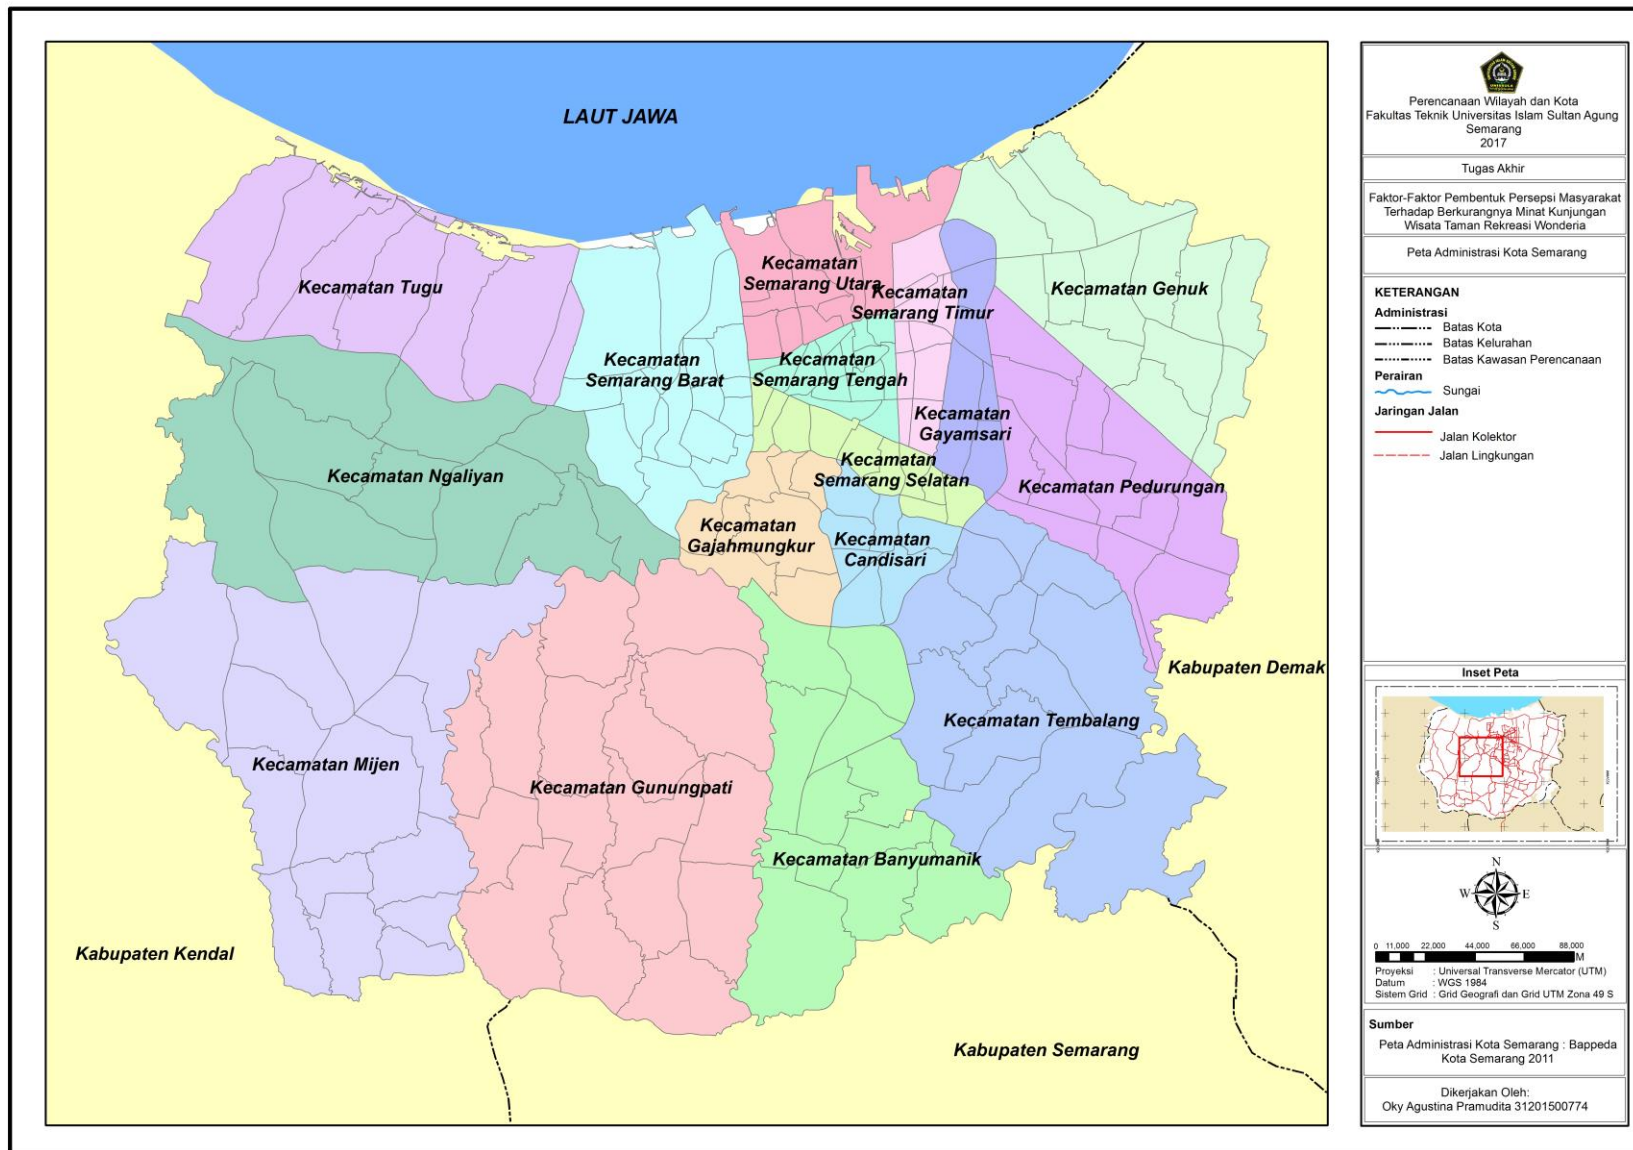 LAUT JAWA
Kecamatan Tugu
Kecamatan
Semarang Utara
Kecamatan
Semarang Timur
Kecamatan Genuk
Kecamatan
Semarang Barat
Kecamatan
Semarang Tengah
Kecamatan
Gayamsari
Kecamatan Ngaliyan
Kecamatan
Semarang Selatan
Kecamatan Pedurungan
Kecamatan
Gajahmungkur
Kecamatan
Candisari
Kabupaten Demak
Kecamatan Tembalang
Kecamatan Mijen
Kecamatan Gunungpati
Kecamatan Banyumanik
Kabupaten Kendal
Kabupaten Semarang
Perencanaan Wilayah dan Kota
Fakultas Teknik Universitas Islam Sultan Agung
Semarang
2017
Tugas Akhir
Faktor-Faktor Pembentuk Persepsi Masyarakat
Terhadap Berkurangnya Minat Kunjungan
Wisata Taman Rekreasi Wonderia
Peta Administrasi Kota Semarang
KETERANGAN
Administrasi
Batas Kota
Batas Kelurahan
Batas Kawasan Perencanaan
Perairan
Sungai
Jaringan Jalan
Jalan Kolektor
Jalan Lingkungan
Inset Peta
N
W E
S
0 11,000 22,000 44,000 66,000 88,000
M
Proyeksi : Universal Transverse Mercator (UTM)
Datum : WGS 1984
Sistem Grid : Grid Geografi dan Grid UTM Zona 49 S
Sumber
Peta Administrasi Kota Semarang : Bappeda
Kota Semarang 2011
Dikerjakan Oleh:
Oky Agustina Pramudita 31201500774